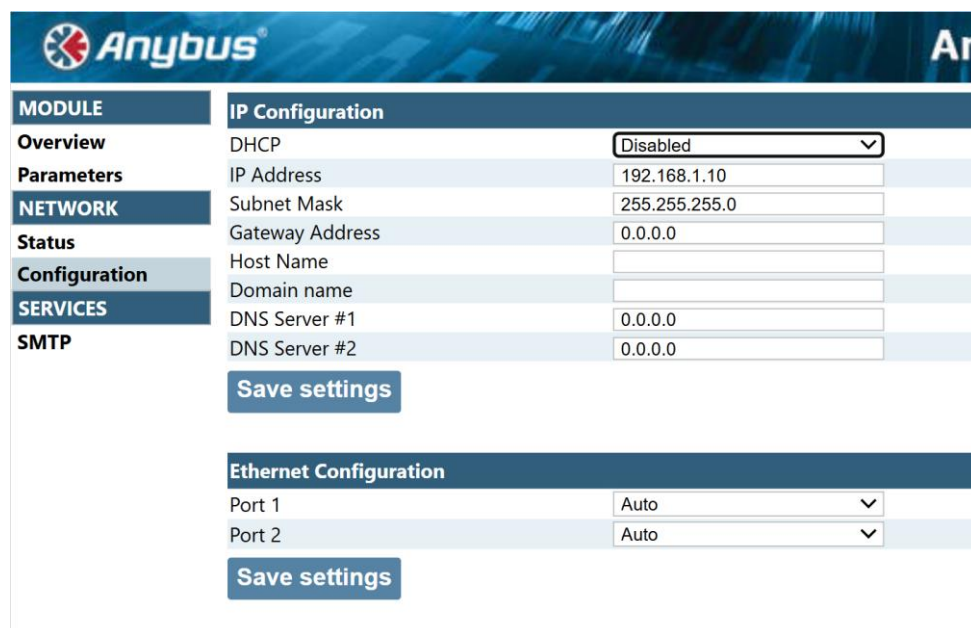 Anybus®
MODULE
Overview
Parameters
NETWORK
Status
Configuration
SERVICES
SMTP
IP Configuration
DHCP Disabled
IP Address 192.168.1.10
Subnet Mask 255.255.255.0
Gateway Address 0.0.0.0
Host Name
Domain name
DNS Server #1 0.0.0.0
DNS Server #2 0.0.0.0
Save settings
Ethernet Configuration
Port 1 Auto
Port 2 Auto
Save settings